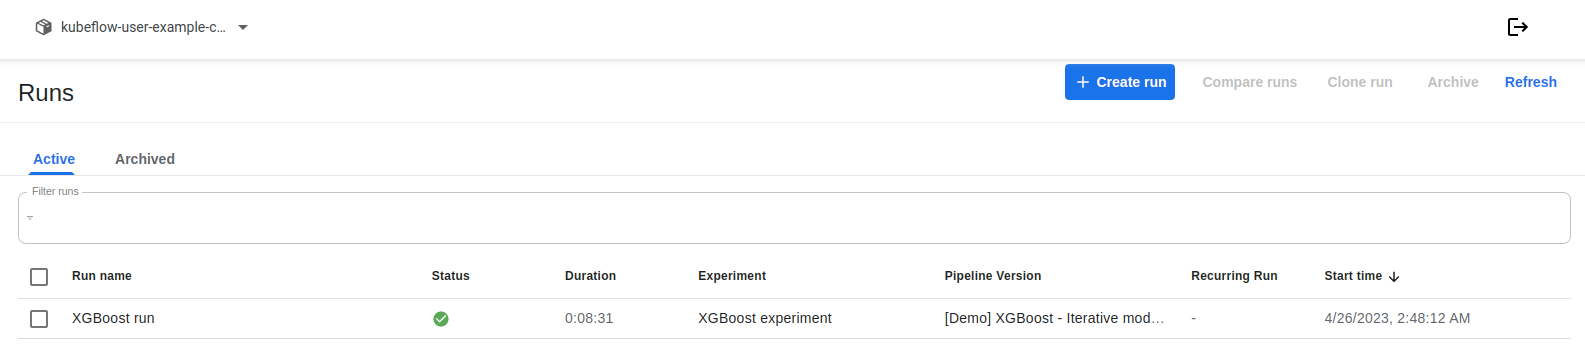 kubeflow-user-example-c...
Runs
Create run
Compare runs
Clone run
Archive
Refresh
Active
Archived
Filter runs
Run name Status Duration Experiment Pipeline Version Recurring Run Start time
XGBoost run 0:08:31 XGBoost experiment [Demo] XGBoost - Iterative mod... - 4/26/2023, 2:48:12 AM